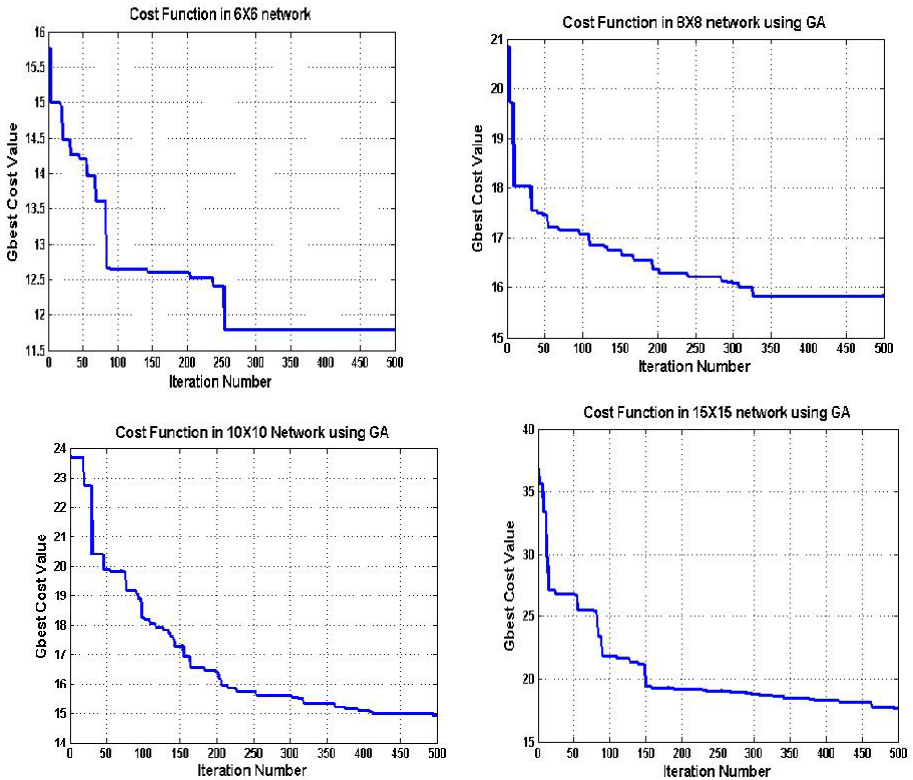 Cost Function in 6X6 network
16
15.5
15
14.5
14
13.5
13
12.5
12
11.5
Gbest Cost Value
0 50 100 150 200 250 300 350 400 450 500
Iteration Number
Cost Function in 8X8 network using GA
21
20
19
18
17
16
15
Gbest Cost Value
0 50 100 150 200 250 300 350 400 450 500
Iteration Number
Cost Function in 10X10 Network using GA
24
23
22
21
20
19
18
17
16
15
14
Gbest Cost Value
0 50 100 150 200 250 300 350 400 450 500
Iteration Number
Cost Function in 15X15 network using GA
40
35
30
25
20
15
Gbest Cost Value
0 50 100 150 200 250 300 350 400 450 500
Iteration Number